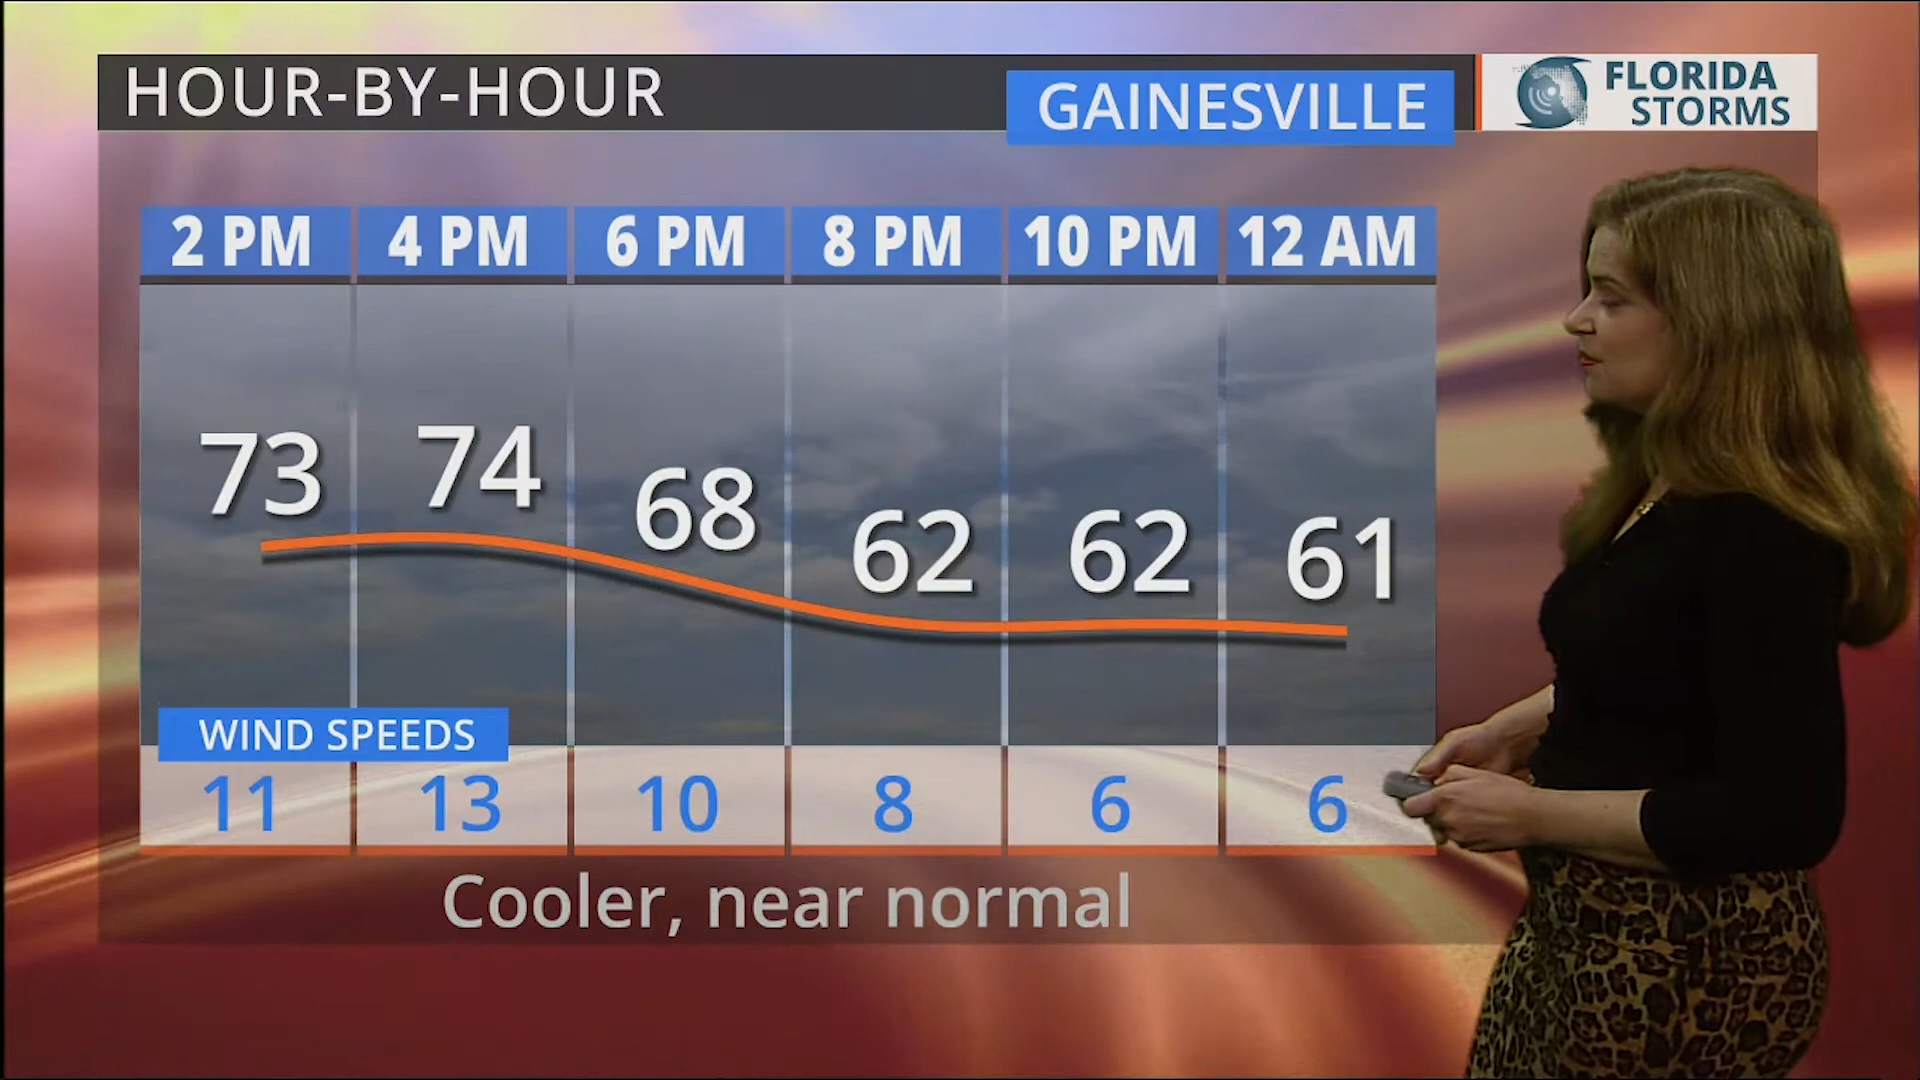 HOUR-BY-HOUR
GAINESVILLE
FLORIDA
STORMS
2 PM 4 PM 6 PM 8 PM 10 PM 12 AM
73 74 68 62 62 61
WIND SPEEDS
11 13 10 8 6 6
Cooler, near normal